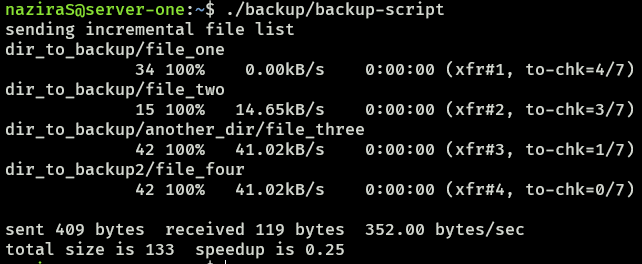 naziraS@server-one:~$ ./backup/backup-script
sending incremental file list
dir_to_backup/file_one
             34 100%    0.00kB/s    0:00:00 (xfr#1, to-chk=4/7)
dir_to_backup/file_two
             15 100%   14.65kB/s    0:00:00 (xfr#2, to-chk=3/7)
dir_to_backup/another_dir/file_three
             42 100%   41.02kB/s    0:00:00 (xfr#3, to-chk=1/7)
dir_to_backup2/file_four
             42 100%   41.02kB/s    0:00:00 (xfr#4, to-chk=0/7)

sent 409 bytes  received 119 bytes  352.00 bytes/sec
total size is 133  speedup is 0.25